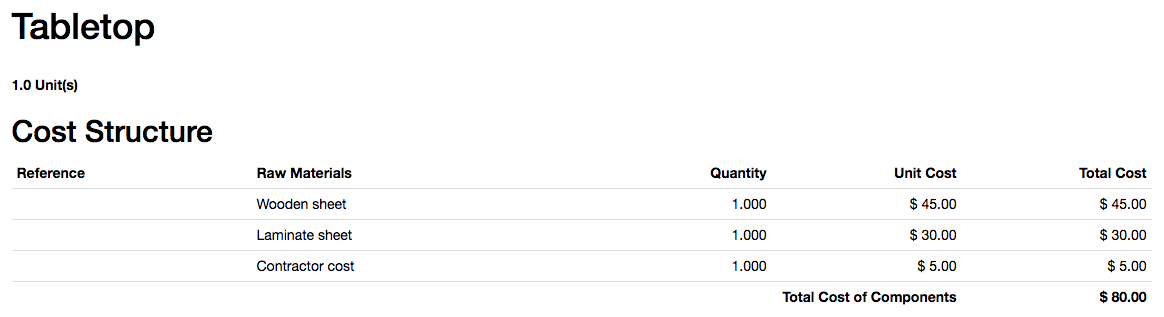 Tabletop
1.0 Unit(s)
Cost Structure
Reference Raw Materials Quantity Unit Cost Total Cost
Wooden sheet 1.000 $ 45.00 $ 45.00
Laminate sheet 1.000 $ 30.00 $ 30.00
Contractor cost 1.000 $ 5.00 $ 5.00
Total Cost of Components $ 80.00